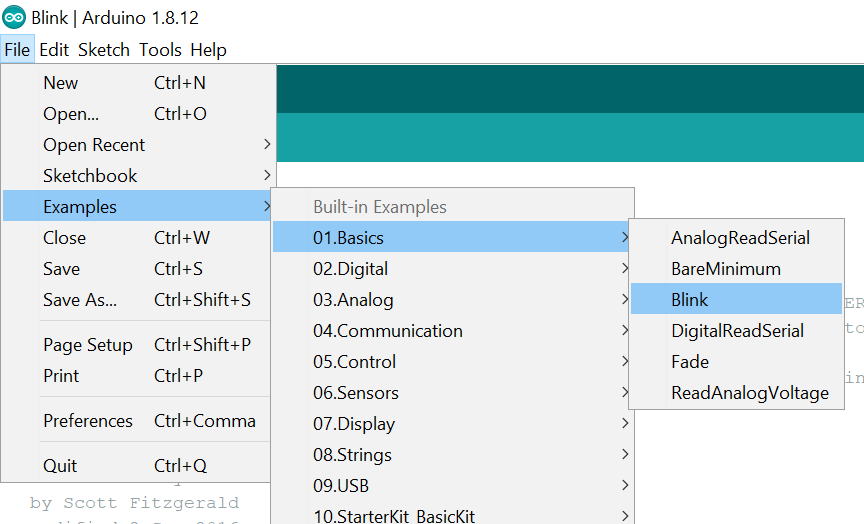 Blink | Arduino 1.8.12
File Edit Sketch Tools Help
New Ctrl+N
Open... Ctrl+O
Open Recent
Sketchbook
Examples
Close Ctrl+W
Save Ctrl+S
Save As... Ctrl+Shift+S
Page Setup Ctrl+Shift+P
Print Ctrl+P
Preferences Ctrl+Comma
Quit Ctrl+Q
Built-in Examples
01.Basics
02.Digital
03.Analog
04.Communication
05.Control
06.Sensors
07.Display
08.Strings
09.USB
10.StarterKit_BasicKit
AnalogReadSerial
BareMinimum
Blink
DigitalReadSerial
Fade
ReadAnalogVoltage
ER
to
in
by Scott Fitzgerald